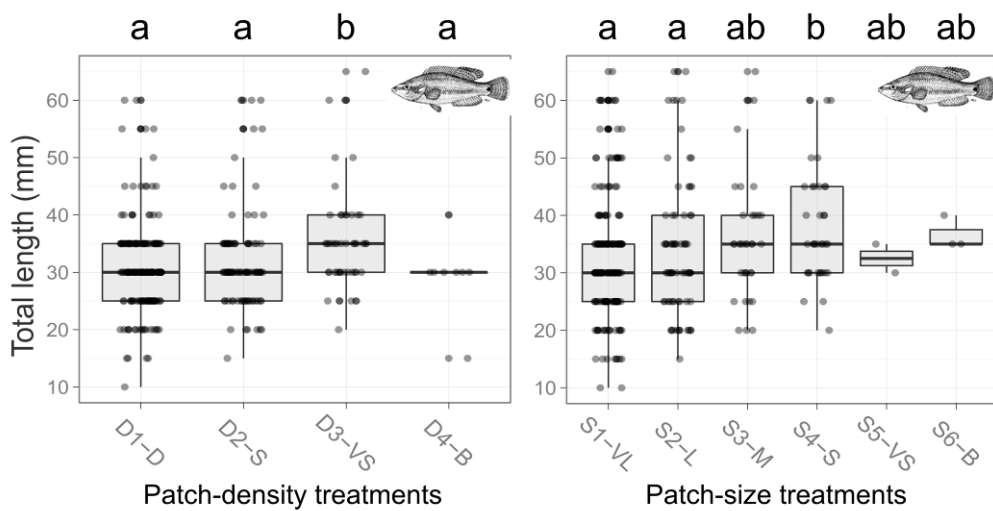 a a b a
a a ab b ab ab
Total length (mm)
60
50
40
30
20
10
D1–D D2–S D3–VS D4–B
Patch-density treatments
60
50
40
30
20
10
S1–VL S2–L S3–M S4–S S5–VS S6–B
Patch-size treatments